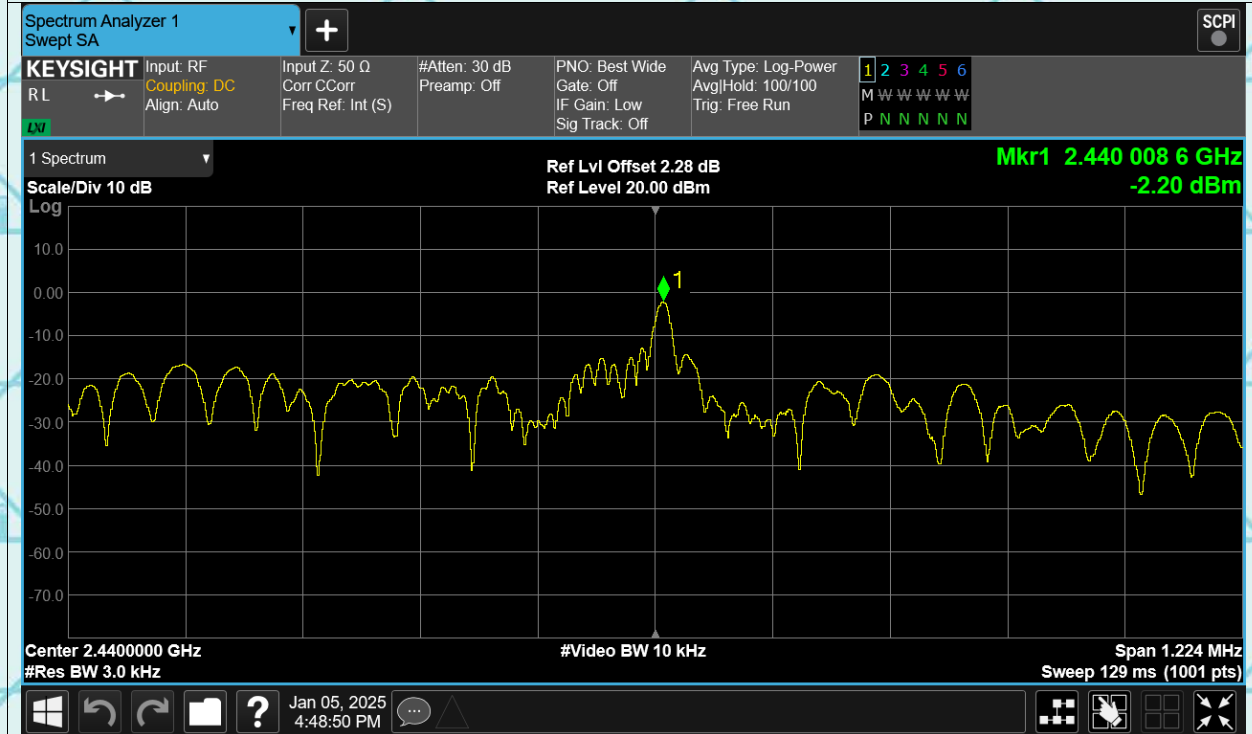 Spectrum Analyzer 1
Swept SA
+
SCPI
KEYSIGHT
RL
LXI
Input: RF
Coupling: DC
Align: Auto
Input Z: 50 Ω
Corr CCorr
Freq Ref: Int (S)
#Atten: 30 dB
Preamp: Off
PNO: Best Wide
Gate: Off
IF Gain: Low
Sig Track: Off
Avg Type: Log-Power
Avg|Hold: 100/100
Trig: Free Run
1 2 3 4 5 6
M W W W W W W
P N N N N N N
1 Spectrum
Scale/Div 10 dB
Log
Ref Lvl Offset 2.28 dB
Ref Level 20.00 dBm
Mkr1 2.440 008 6 GHz
-2.20 dBm
1
10.0
0.00
-10.0
-20.0
-30.0
-40.0
-50.0
-60.0
-70.0
Center 2.4400000 GHz
#Res BW 3.0 kHz
#Video BW 10 kHz
Span 1.224 MHz
Sweep 129 ms (1001 pts)
?
Jan 05, 2025
4:48:50 PM